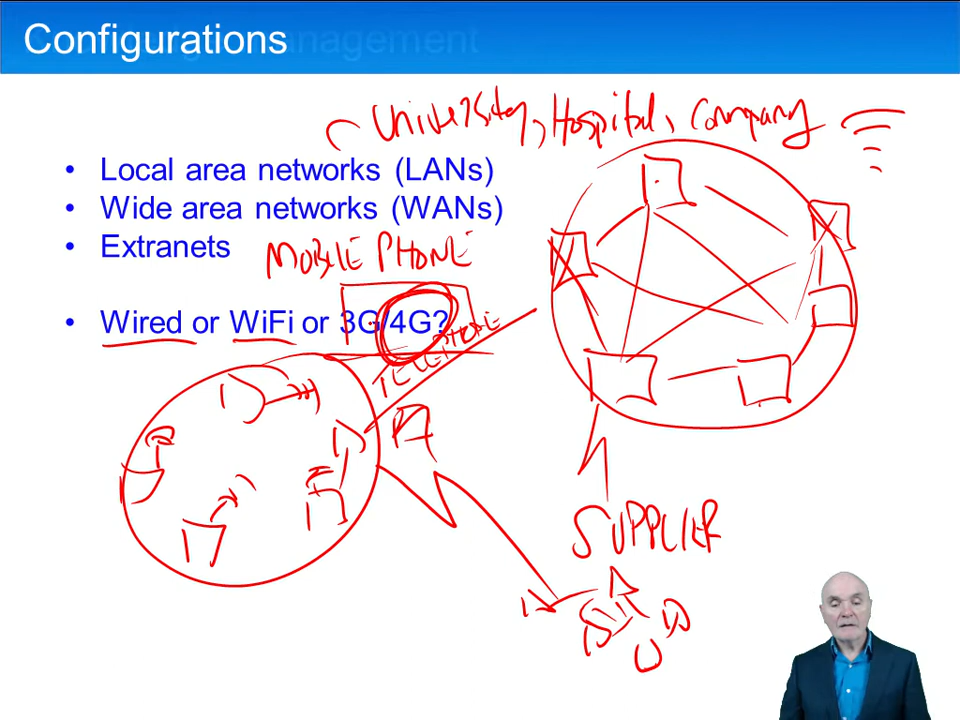 Configurations
University, Hospital, Company
• Local area networks (LANs)
• Wide area networks (WANs)
• Extranets
MOBILE PHONE
• Wired or WiFi or 3G/4G?
TELEPHONE
SUPPLIER